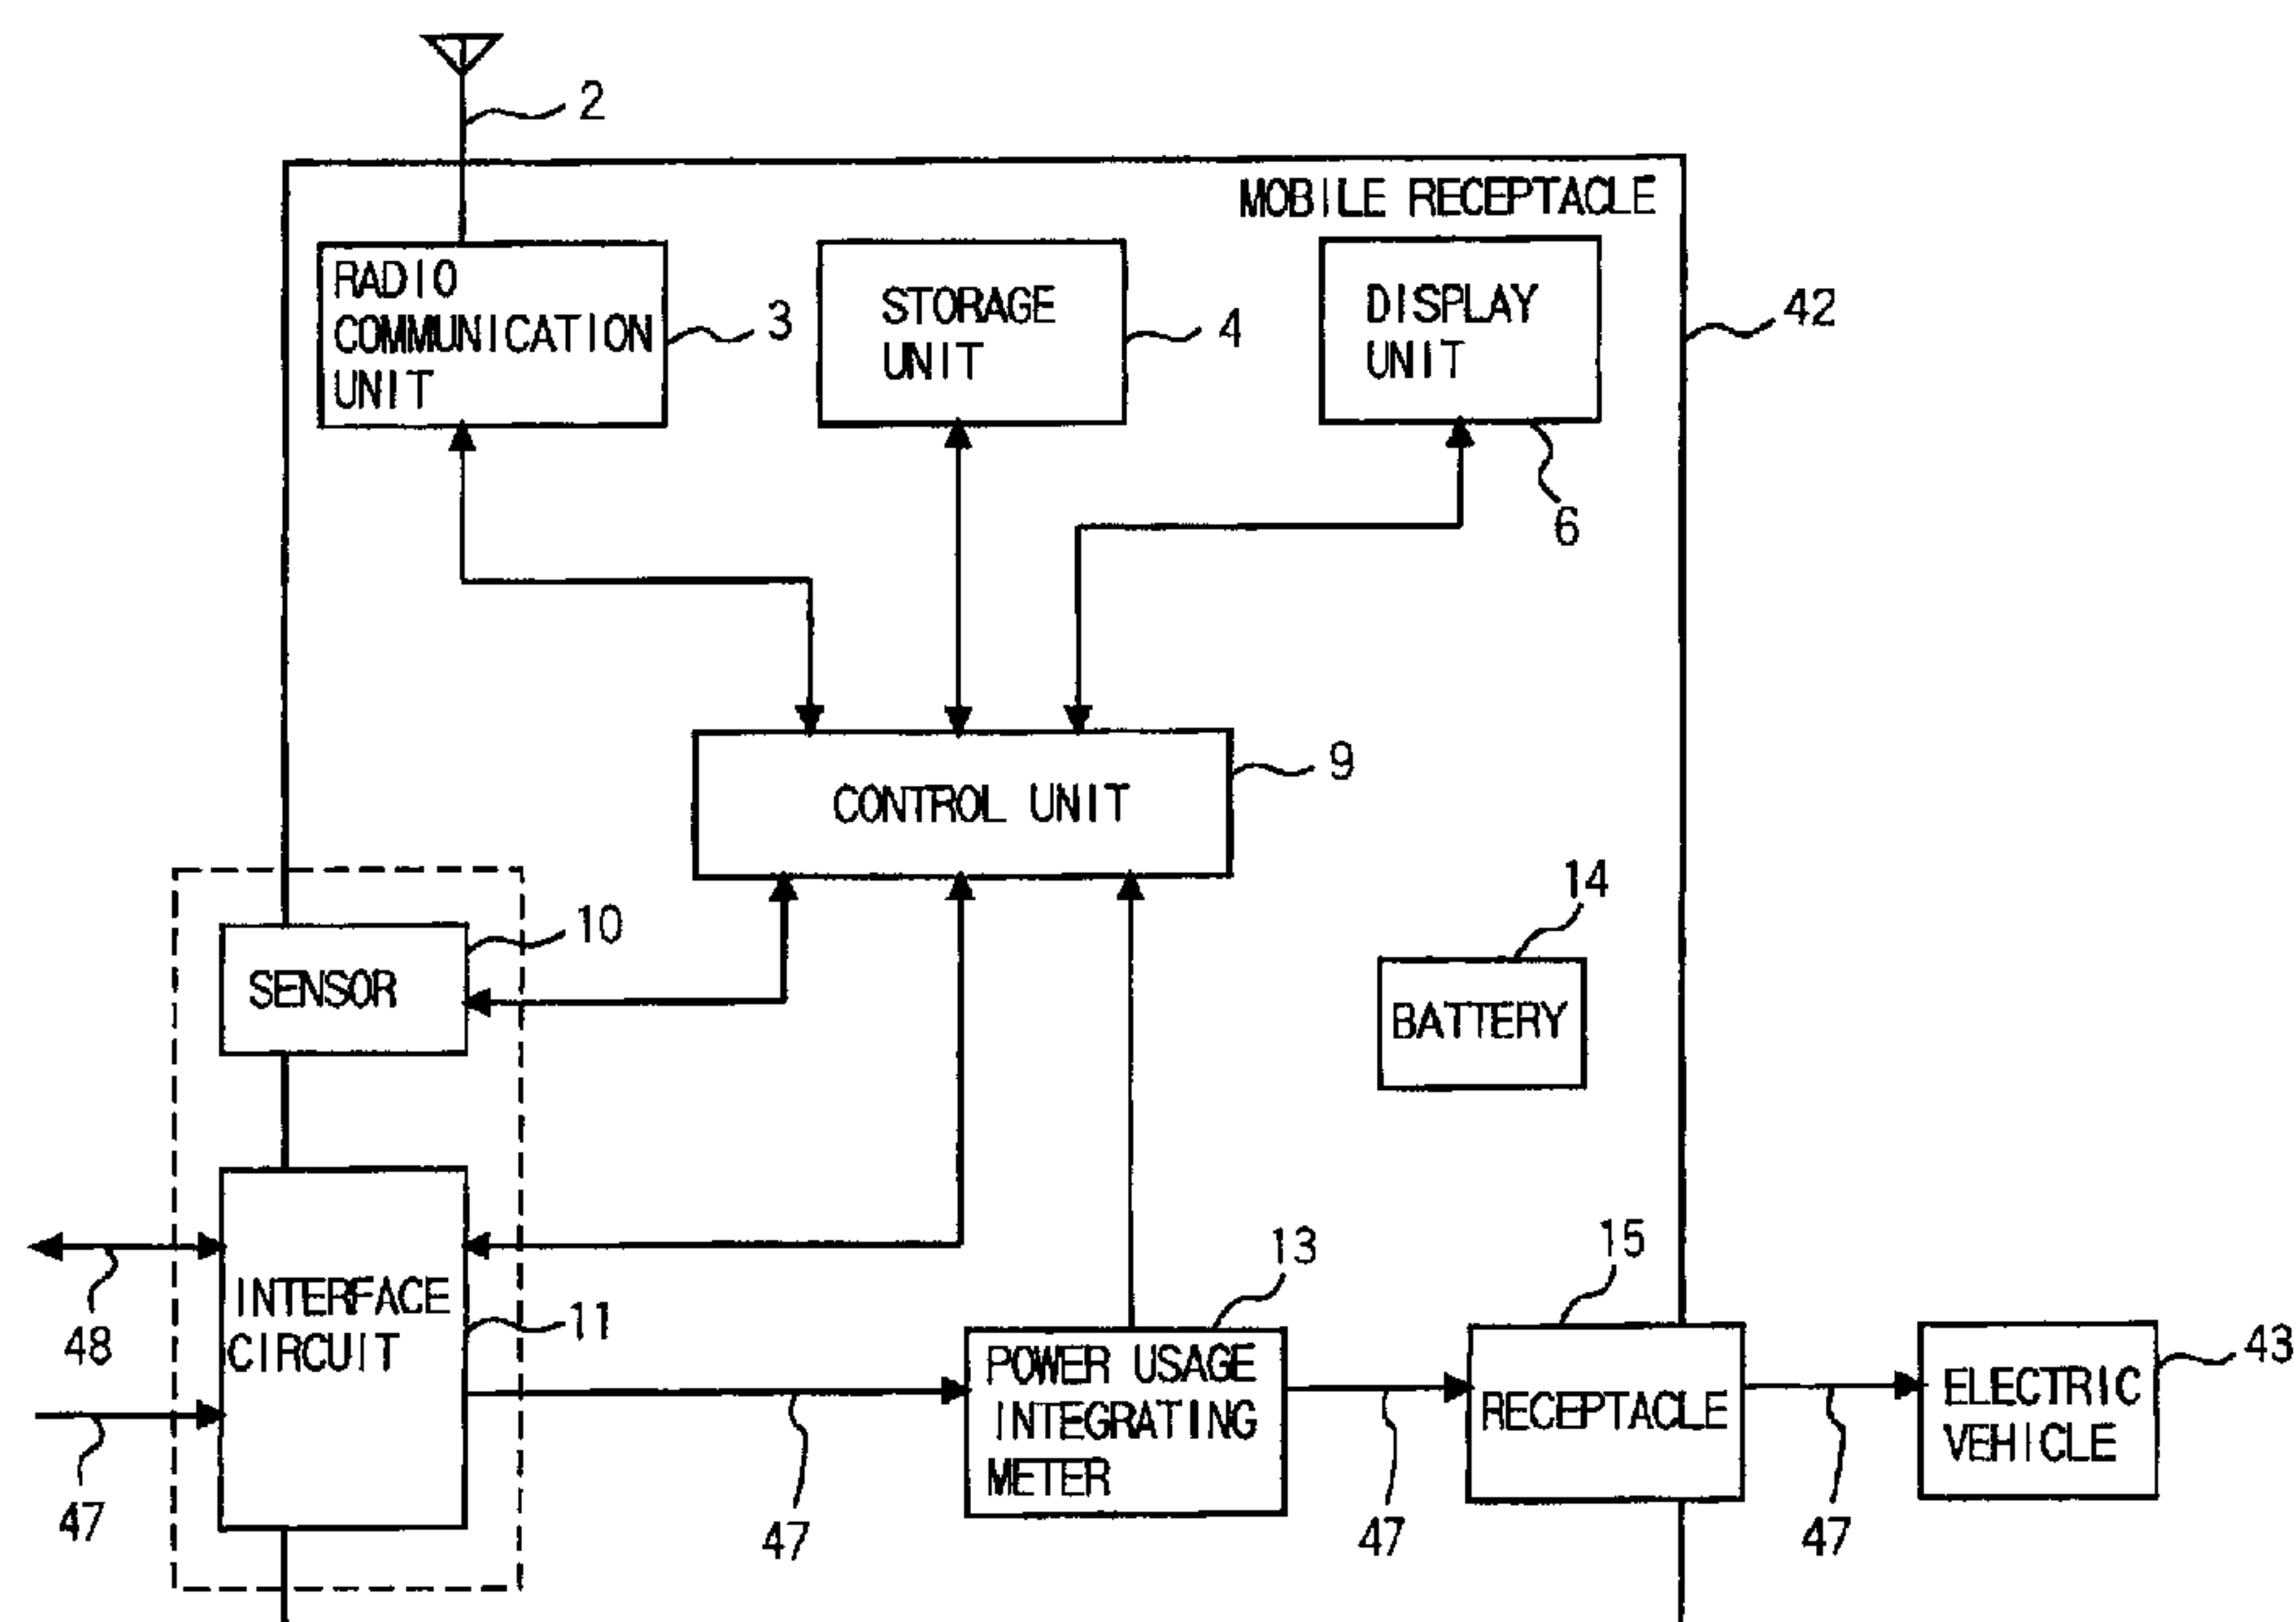 2
MOBILE RECEPTACLE
RADIO
COMMUNICATION
UNIT
3
STORAGE
UNIT
4
DISPLAY
UNIT
42
6
CONTROL UNIT
9
14
10
SENSOR
BATTERY
48
INTERFACE
CIRCUIT
11
47
47
13
POWER USAGE
INTEGRATING
METER
47
15
RECEPTACLE
47
43
ELECTRIC
VEHICLE